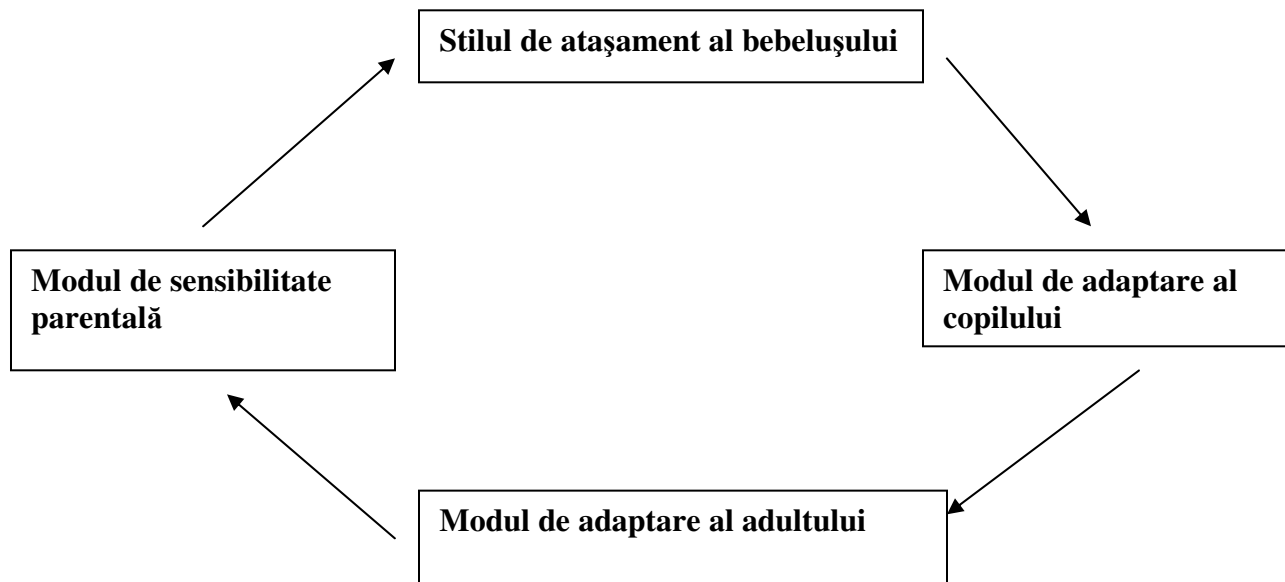 Stilul de ataşament al bebeluşului
Modul de sensibilitate
parentală
Modul de adaptare al
copilului
Modul de adaptare al adultului